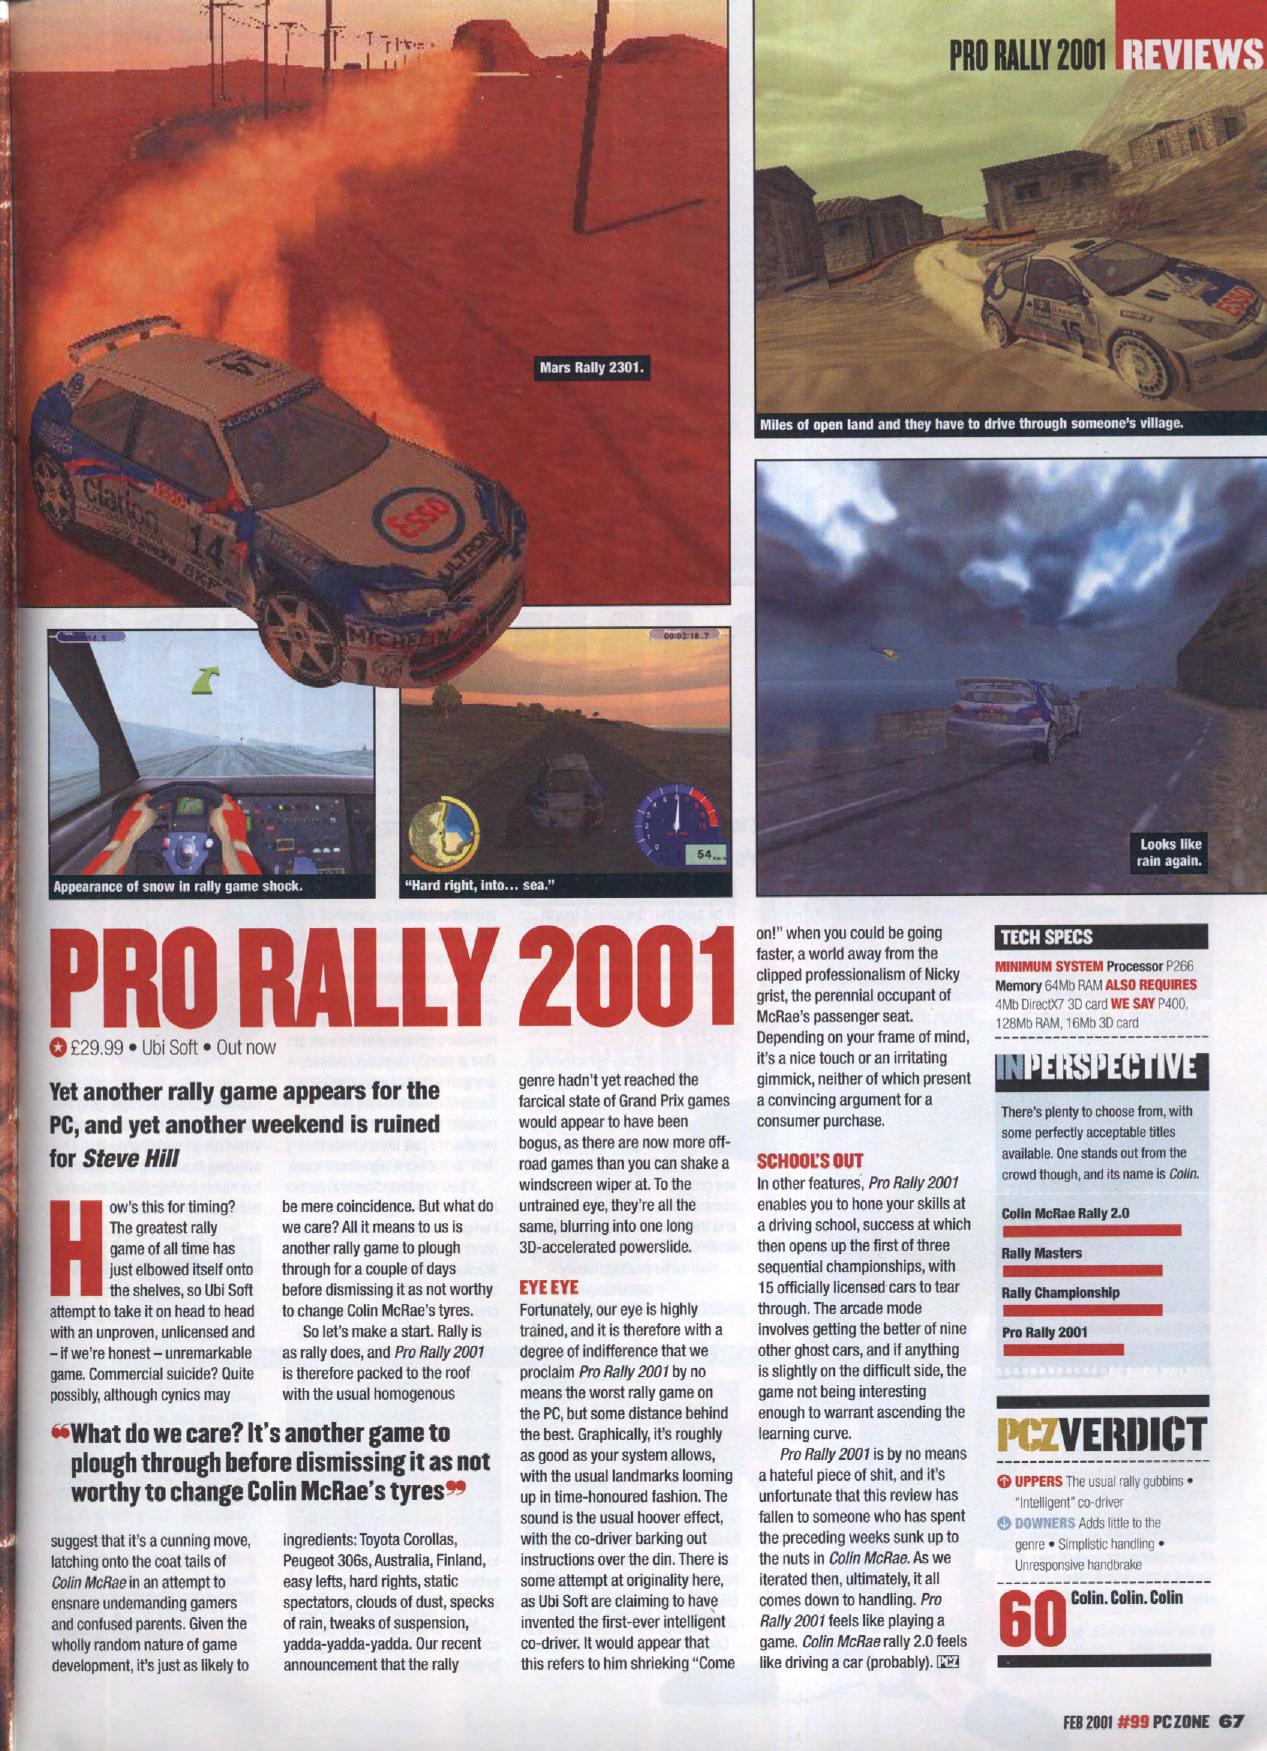 PRO RALLY 2001 REVIEWS
Mars Rally 2301.
Miles of open land and they have to drive through someone's village.
Looks like
rain again.
Appearance of snow in rally game shock.
"Hard right, into... sea."
00:02:18.7
54
14
Clarion
ESSO
14
ESSO
ULTRON
MICHELIN
ESSO
15
PRO RALLY 2001
£29.99 • Ubi Soft • Out now
Yet another rally game appears for the
PC, and yet another weekend is ruined
for Steve Hill
How's this for timing?
The greatest rally
game of all time has
just elbowed itself onto
the shelves, so Ubi Soft
attempt to take it on head to head
with an unproven, unlicensed and
– if we're honest – unremarkable
game. Commercial suicide? Quite
possibly, although cynics may
"What do we care? It's another game to
plough through before dismissing it as not
worthy to change Colin McRae's tyres"
suggest that it's a cunning move,
latching onto the coat tails of
Colin McRae in an attempt to
ensnare undemanding gamers
and confused parents. Given the
wholly random nature of game
development, it's just as likely to
be mere coincidence. But what do
we care? All it means to us is
another rally game to plough
through for a couple of days
before dismissing it as not worthy
to change Colin McRae's tyres.
So let's make a start. Rally is
as rally does, and Pro Rally 2001
is therefore packed to the roof
with the usual homogenous
ingredients: Toyota Corollas,
Peugeot 306s, Australia, Finland,
easy lefts, hard rights, static
spectators, clouds of dust, specks
of rain, tweaks of suspension,
yadda-yadda-yadda. Our recent
announcement that the rally
genre hadn't yet reached the
farcical state of Grand Prix games
would appear to have been
bogus, as there are now more off-
road games than you can shake a
windscreen wiper at. To the
untrained eye, they're all the
same, blurring into one long
3D-accelerated powerslide.
EYE EYE
Fortunately, our eye is highly
trained, and it is therefore with a
degree of indifference that we
proclaim Pro Rally 2001 by no
means the worst rally game on
the PC, but some distance behind
the best. Graphically, it's roughly
as good as your system allows,
with the usual landmarks looming
up in time-honoured fashion. The
sound is the usual hoover effect,
with the co-driver barking out
instructions over the din. There is
some attempt at originality here,
as Ubi Soft are claiming to have
invented the first-ever intelligent
co-driver. It would appear that
this refers to him shrieking "Come
on!" when you could be going
faster, a world away from the
clipped professionalism of Nicky
grist, the perennial occupant of
McRae's passenger seat.
Depending on your frame of mind,
it's a nice touch or an irritating
gimmick, neither of which present
a convincing argument for a
consumer purchase.
SCHOOL'S OUT
In other features, Pro Rally 2001
enables you to hone your skills at
a driving school, success at which
then opens up the first of three
sequential championships, with
15 officially licensed cars to tear
through. The arcade mode
involves getting the better of nine
other ghost cars, and if anything
is slightly on the difficult side, the
game not being interesting
enough to warrant ascending the
learning curve.
Pro Rally 2001 is by no means
a hateful piece of shit, and it's
unfortunate that this review has
fallen to someone who has spent
the preceding weeks sunk up to
the nuts in Colin McRae. As we
iterated then, ultimately, it all
comes down to handling. Pro
Rally 2001 feels like playing a
game. Colin McRae rally 2.0 feels
like driving a car (probably). PCZ
TECH SPECS
MINIMUM SYSTEM Processor P266
Memory 64Mb RAM ALSO REQUIRES
4Mb DirectX7 3D card WE SAY P400,
128Mb RAM, 16Mb 3D card
INPERSPECTIVE
There's plenty to choose from, with
some perfectly acceptable titles
available. One stands out from the
crowd though, and its name is Colin.
Colin McRae Rally 2.0
Rally Masters
Rally Championship
Pro Rally 2001
PCZVERDICT
UPPERS The usual rally gubbins •
"Intelligent" co-driver
DOWNERS Adds little to the
genre • Simplistic handling •
Unresponsive handbrake
60 Colin. Colin. Colin
FEB 2001 #99 PC ZONE 67